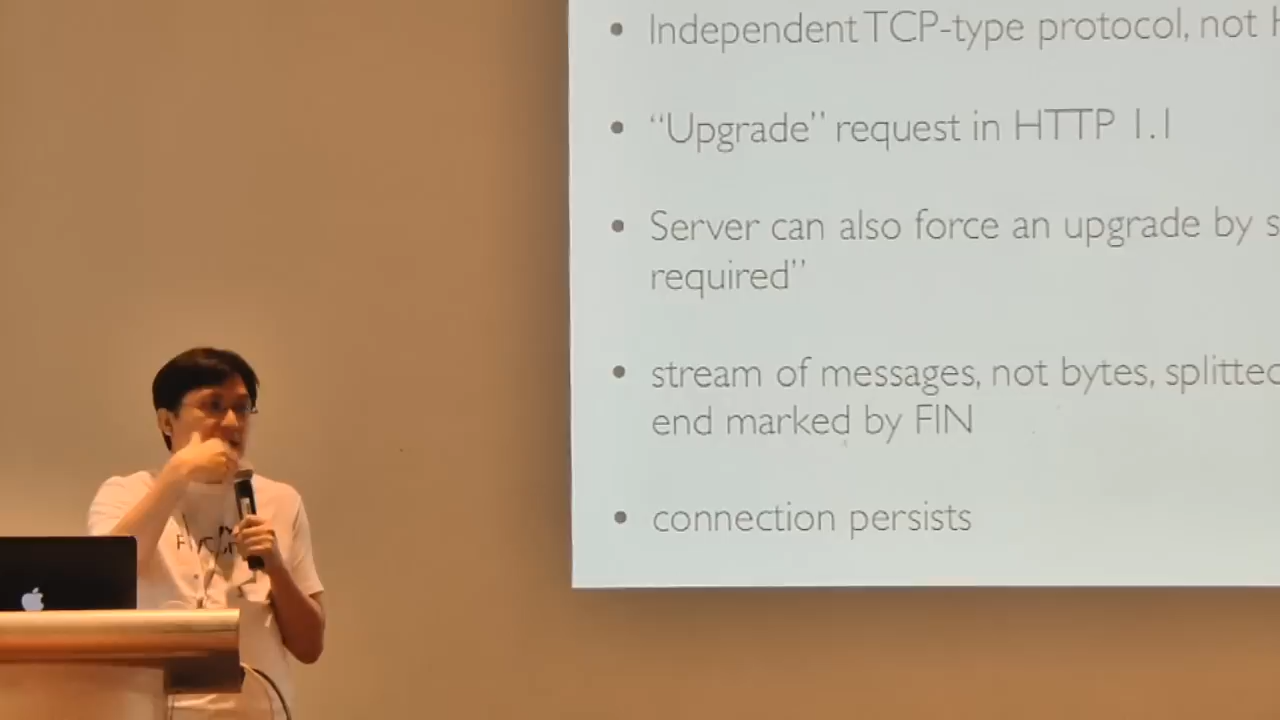 Independent TCP-type protocol, not
“Upgrade” request in HTTP 1.1
Server can also force an upgrade by
required”
stream of messages, not bytes, splitted
end marked by FIN
connection persists